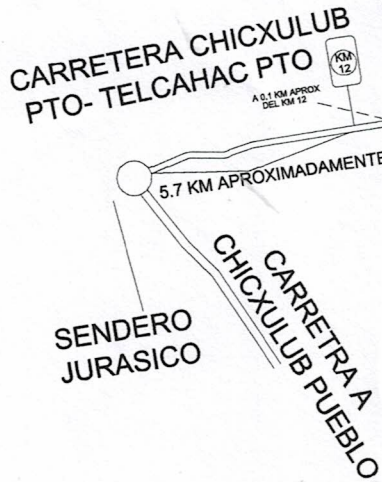 CARRETERA CHICXULUB
PTO- TELCAHAC PTO
KM
12
A 0.1 KM APROX
DEL KM 12
5.7 KM APROXIMADAMENTE
SENDERO
JURASICO
CARRETRA A
CHICXULUB PUEBLO